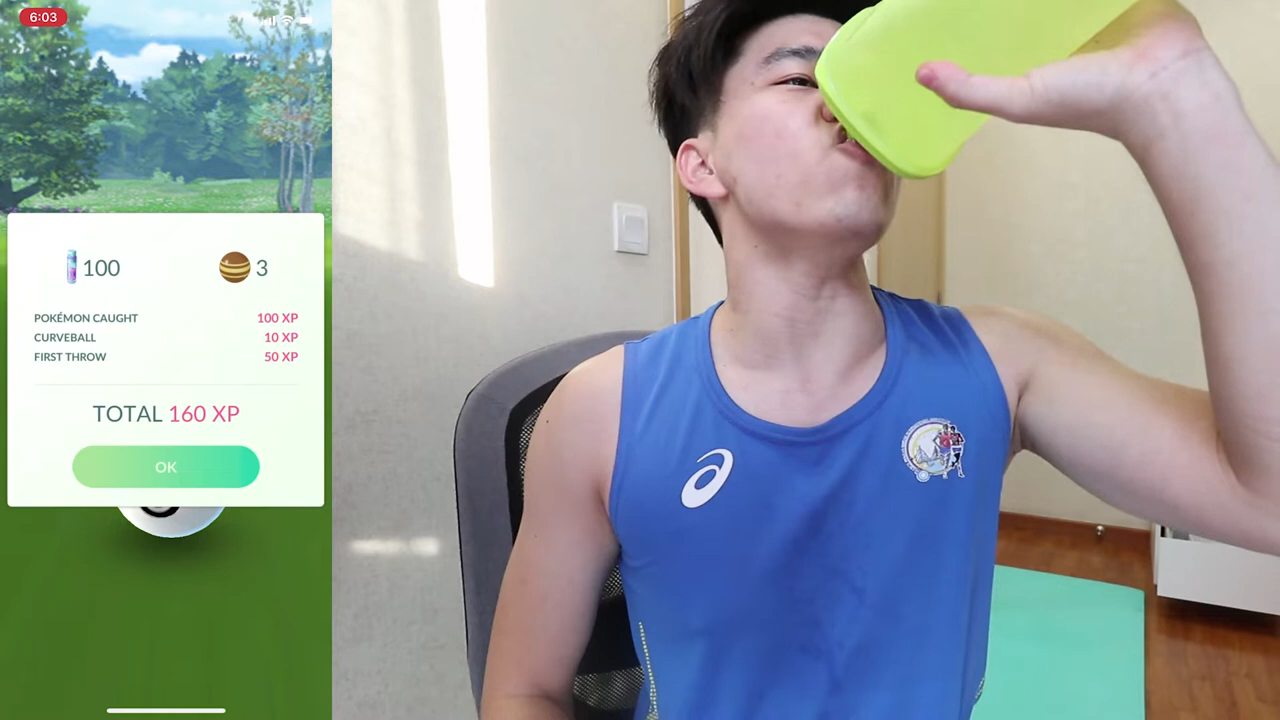 6:03
100
3
POKÉMON CAUGHT 100 XP
CURVEBALL 10 XP
FIRST THROW 50 XP
TOTAL 160 XP
OK